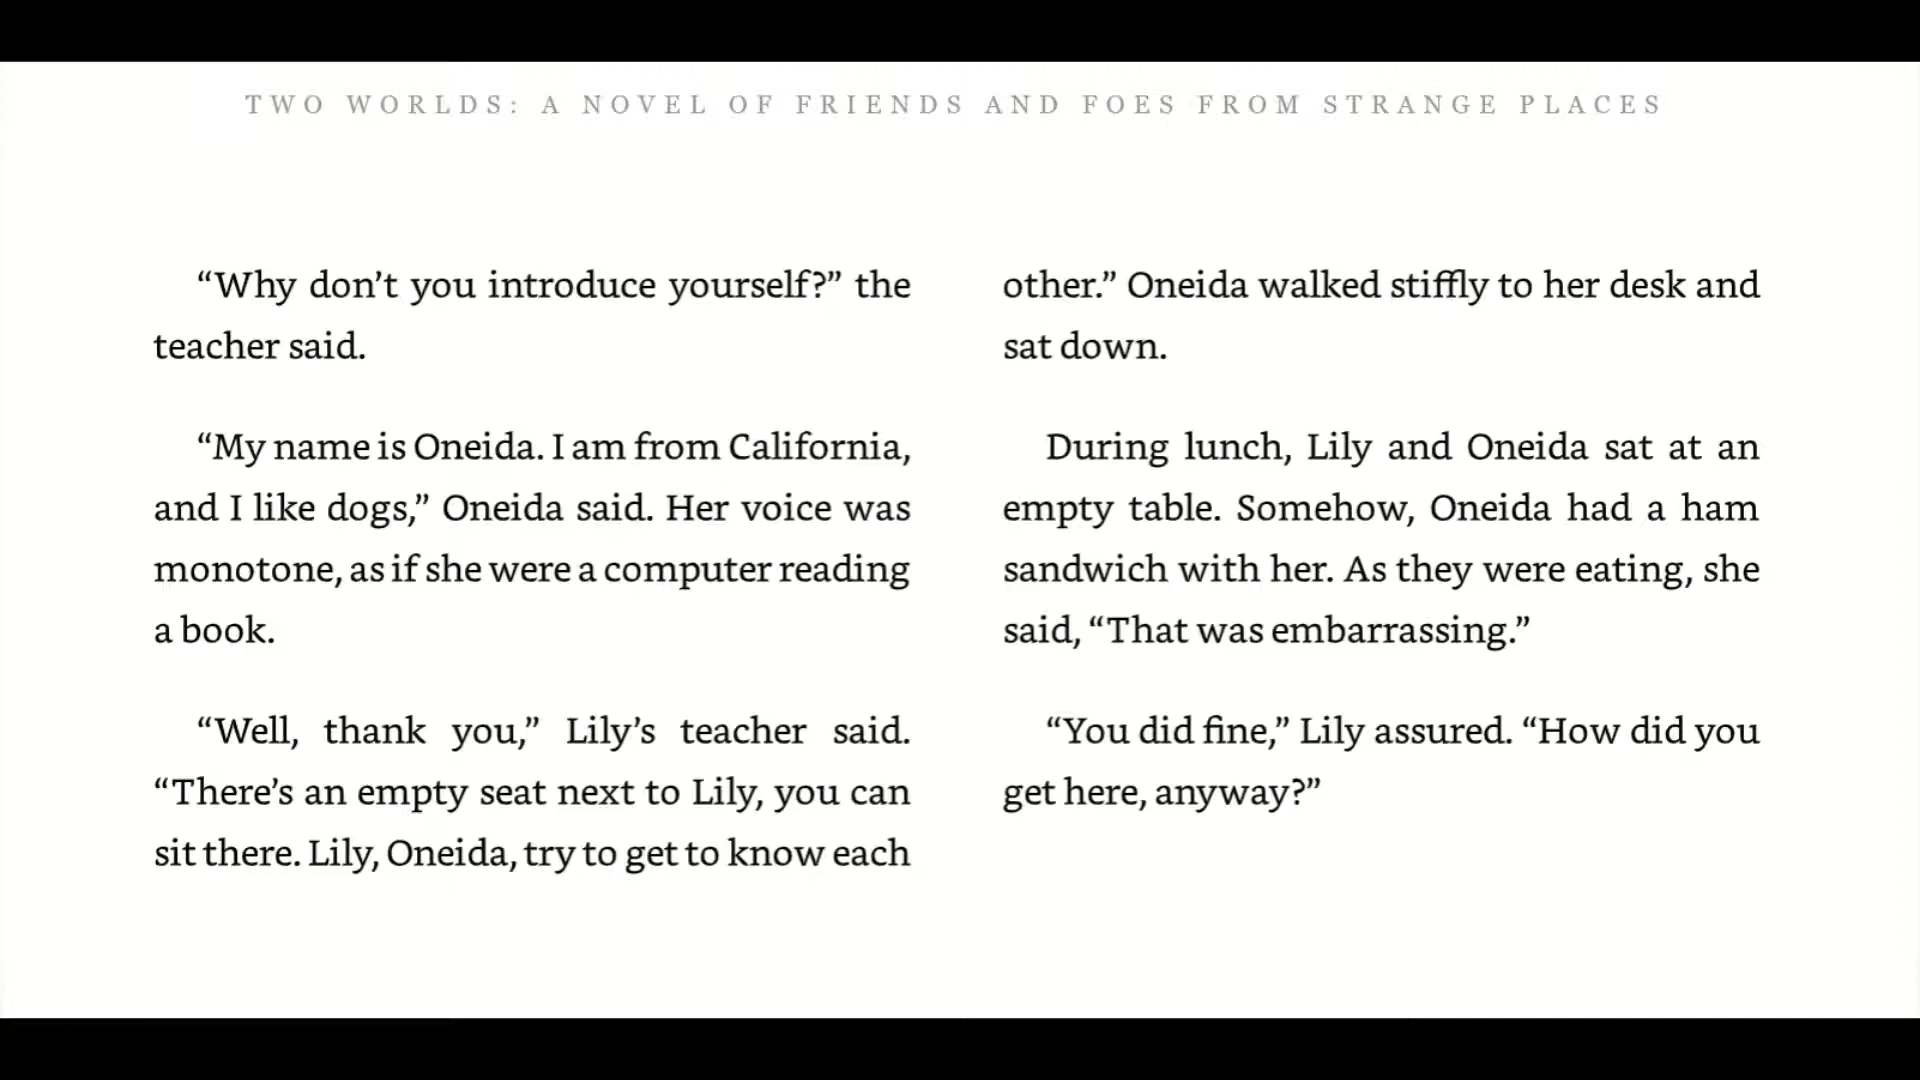 TWO WORLDS: A NOVEL OF FRIENDS AND FOES FROM STRANGE PLACES
“Why don’t you introduce yourself?” the
teacher said.
“My name is Oneida. I am from California,
and I like dogs,” Oneida said. Her voice was
monotone, as if she were a computer reading
a book.
“Well, thank you,” Lily’s teacher said.
“There’s an empty seat next to Lily, you can
sit there. Lily, Oneida, try to get to know each
other.” Oneida walked stiffly to her desk and
sat down.
During lunch, Lily and Oneida sat at an
empty table. Somehow, Oneida had a ham
sandwich with her. As they were eating, she
said, “That was embarrassing.”
“You did fine,” Lily assured. “How did you
get here, anyway?”